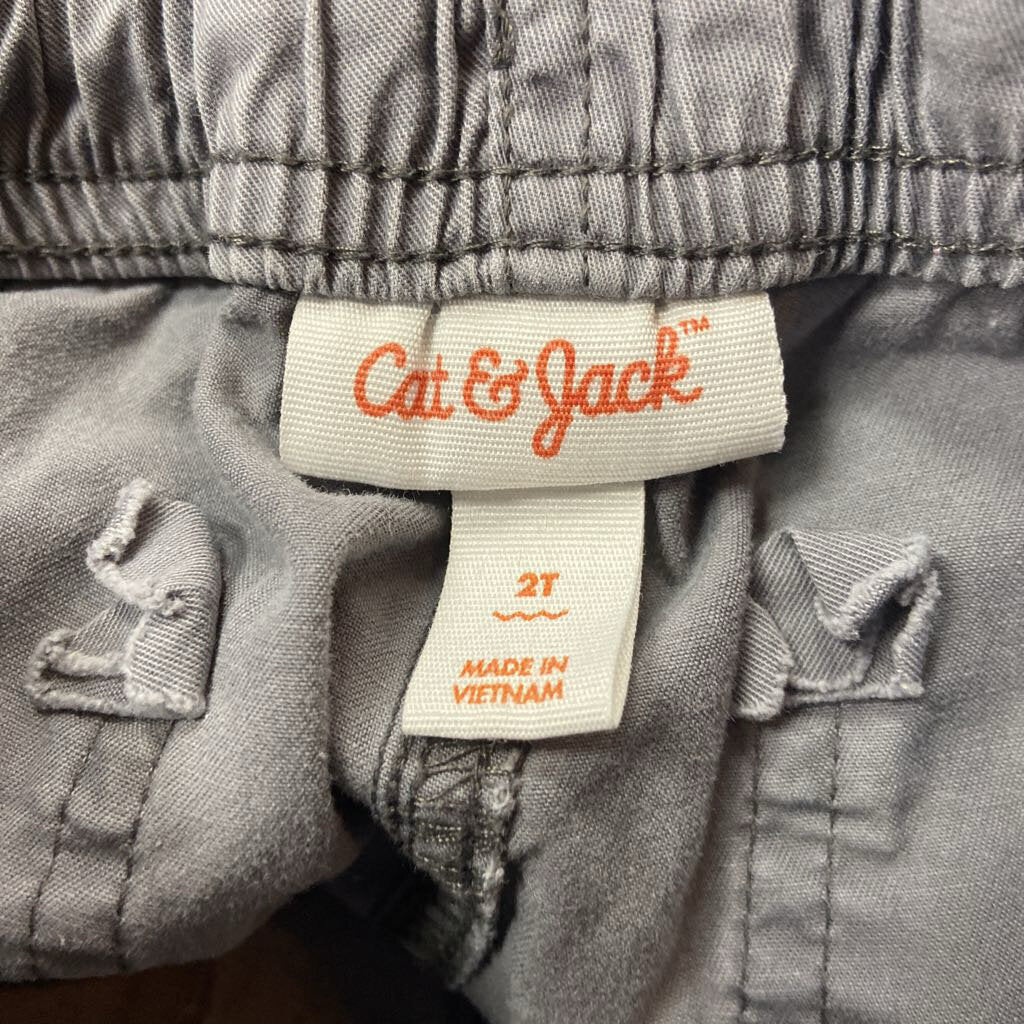 Cat & Jack™
2T
MADE IN
VIETNAM